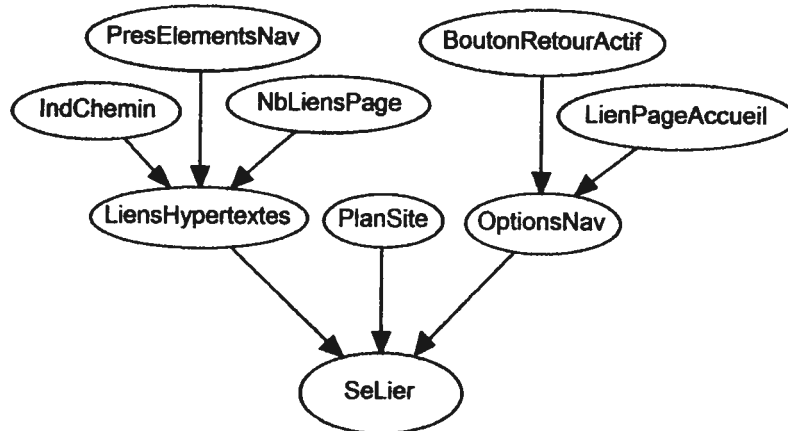 PresElementsNav
BoutonRetourActif
IndChemin
NbLiensPage
LienPageAccueil
LiensHypertextes
PlanSite
OptionsNav
SeLier